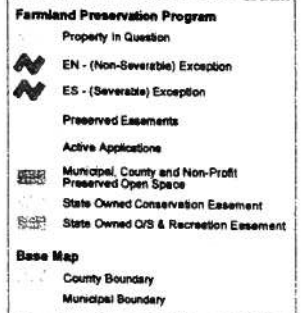 Farmland Preservation Program
Property In Question
EN - (Non-Severable) Exception
ES - (Severable) Exception
Preserved Easements
Active Applications
Municipal, County and Non-Profit
Preserved Open Space
State Owned Conservation Easement
State Owned O/S & Recreation Easement
Base Map
County Boundary
Municipal Boundary